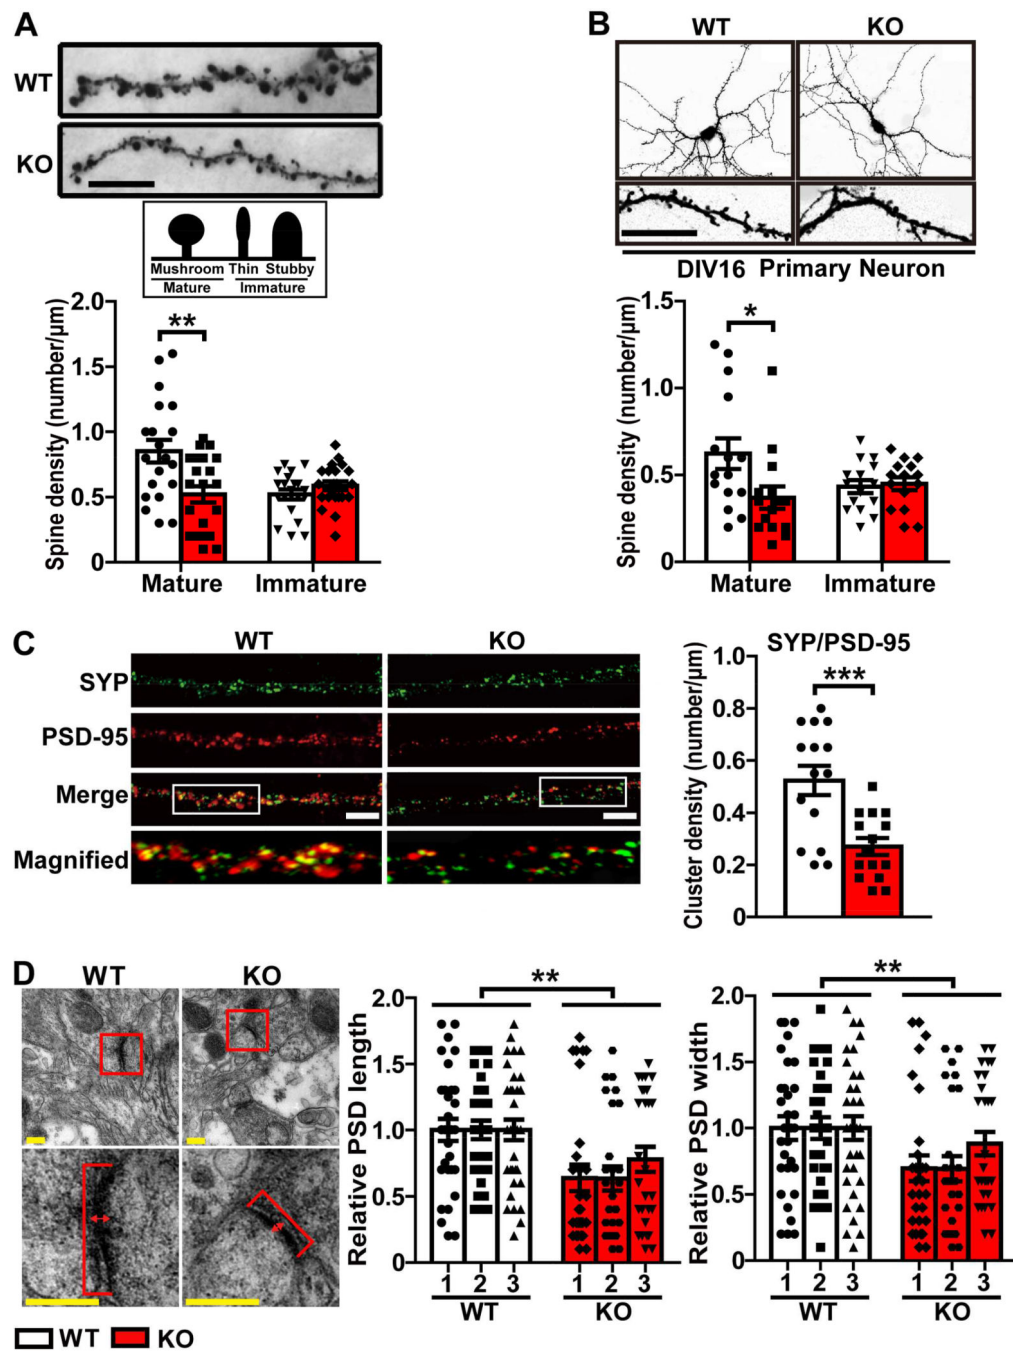 A
WT
KO
Mushroom Thin Stubby
Mature Immature
Spine density (number/µm)
2.0
1.5
1.0
0.5
0
**
Mature Immature
B
WT KO
DIV16 Primary Neuron
Spine density (number/µm)
1.5
1.0
0.5
0
*
Mature Immature
C
WT KO
SYP
PSD-95
Merge
Magnified
SYP/PSD-95
Cluster density (number/µm)
1.0
0.8
0.6
0.4
0.2
0
***
D
WT KO
Relative PSD length
2.0
1.5
1.0
0.5
0
**
1 2 3 1 2 3
WT KO
Relative PSD width
2.0
1.5
1.0
0.5
0
**
1 2 3 1 2 3
WT KO
WT KO